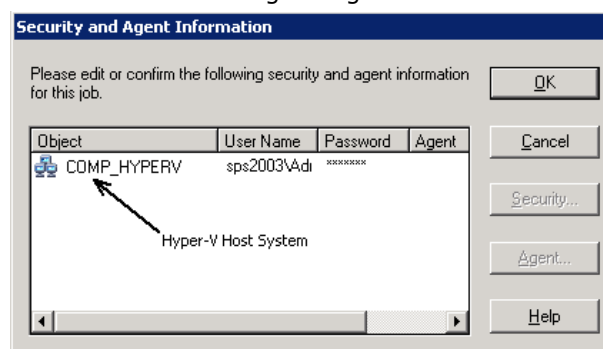 Security and Agent Information
Please edit or confirm the following security and agent information
for this job.
OK
Cancel
Security...
Agent...
Help
Object User Name Password Agent
COMP_HYPERV sps2003\Adı *******
Hyper-V Host System